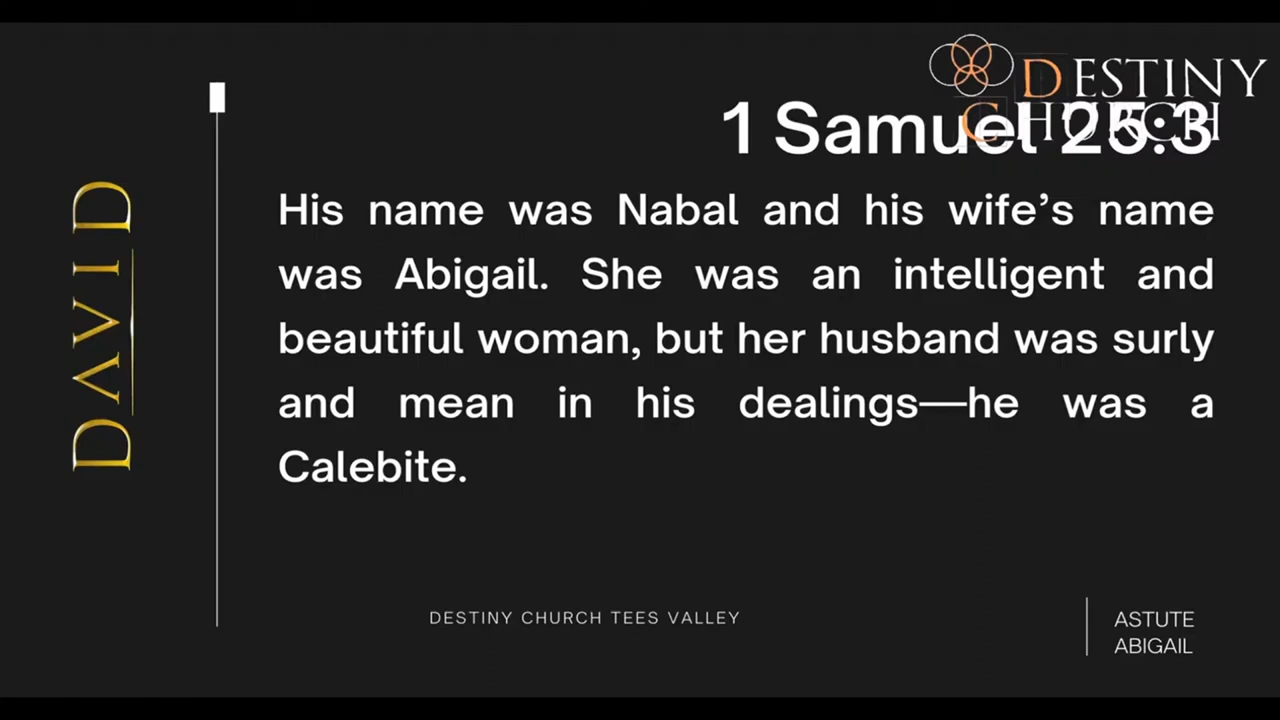 DESTINY
CHURCH
1 Samuel 25:3
His name was Nabal and his wife’s name
was Abigail. She was an intelligent and
beautiful woman, but her husband was surly
and mean in his dealings—he was a
Calebite.
DAVID
DESTINY CHURCH TEES VALLEY
ASTUTE
ABIGAIL